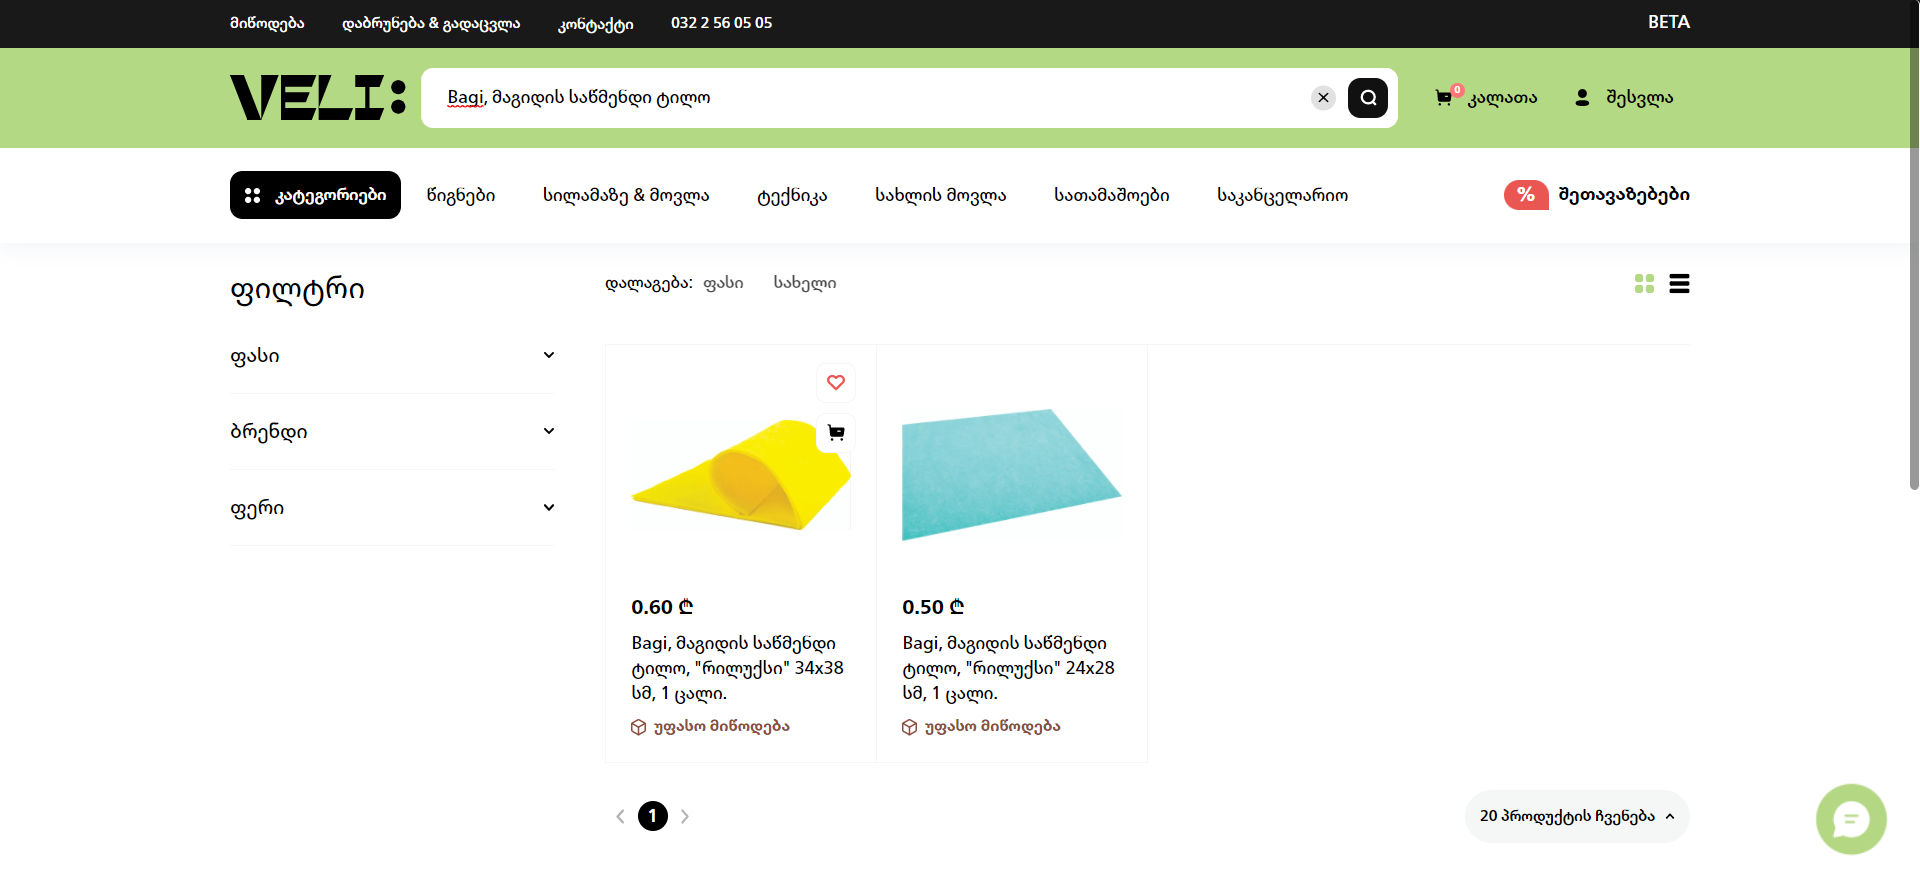 მიწოდება დაბრუნება & გადაცვლა კონტაქტი 032 2 56 05 05 BETA
VELI:
Bagi, მაგიდის საწმენდი ტილო
0 კალათა შესვლა
კატეგორიები წიგნები სილამაზე & მოვლა ტექნიკა სახლის მოვლა სათამაშოები საკანცელარიო % შეთავაზებები
ფილტრი
ფასი
ბრენდი
ფერი
დალაგება: ფასი სახელი
0.60 ₾
Bagi, მაგიდის საწმენდი
ტილო, "რილუქსი" 34x38
სმ, 1 ცალი.
უფასო მიწოდება
0.50 ₾
Bagi, მაგიდის საწმენდი
ტილო, "რილუქსი" 24x28
სმ, 1 ცალი.
უფასო მიწოდება
1
20 პროდუქტის ჩვენება